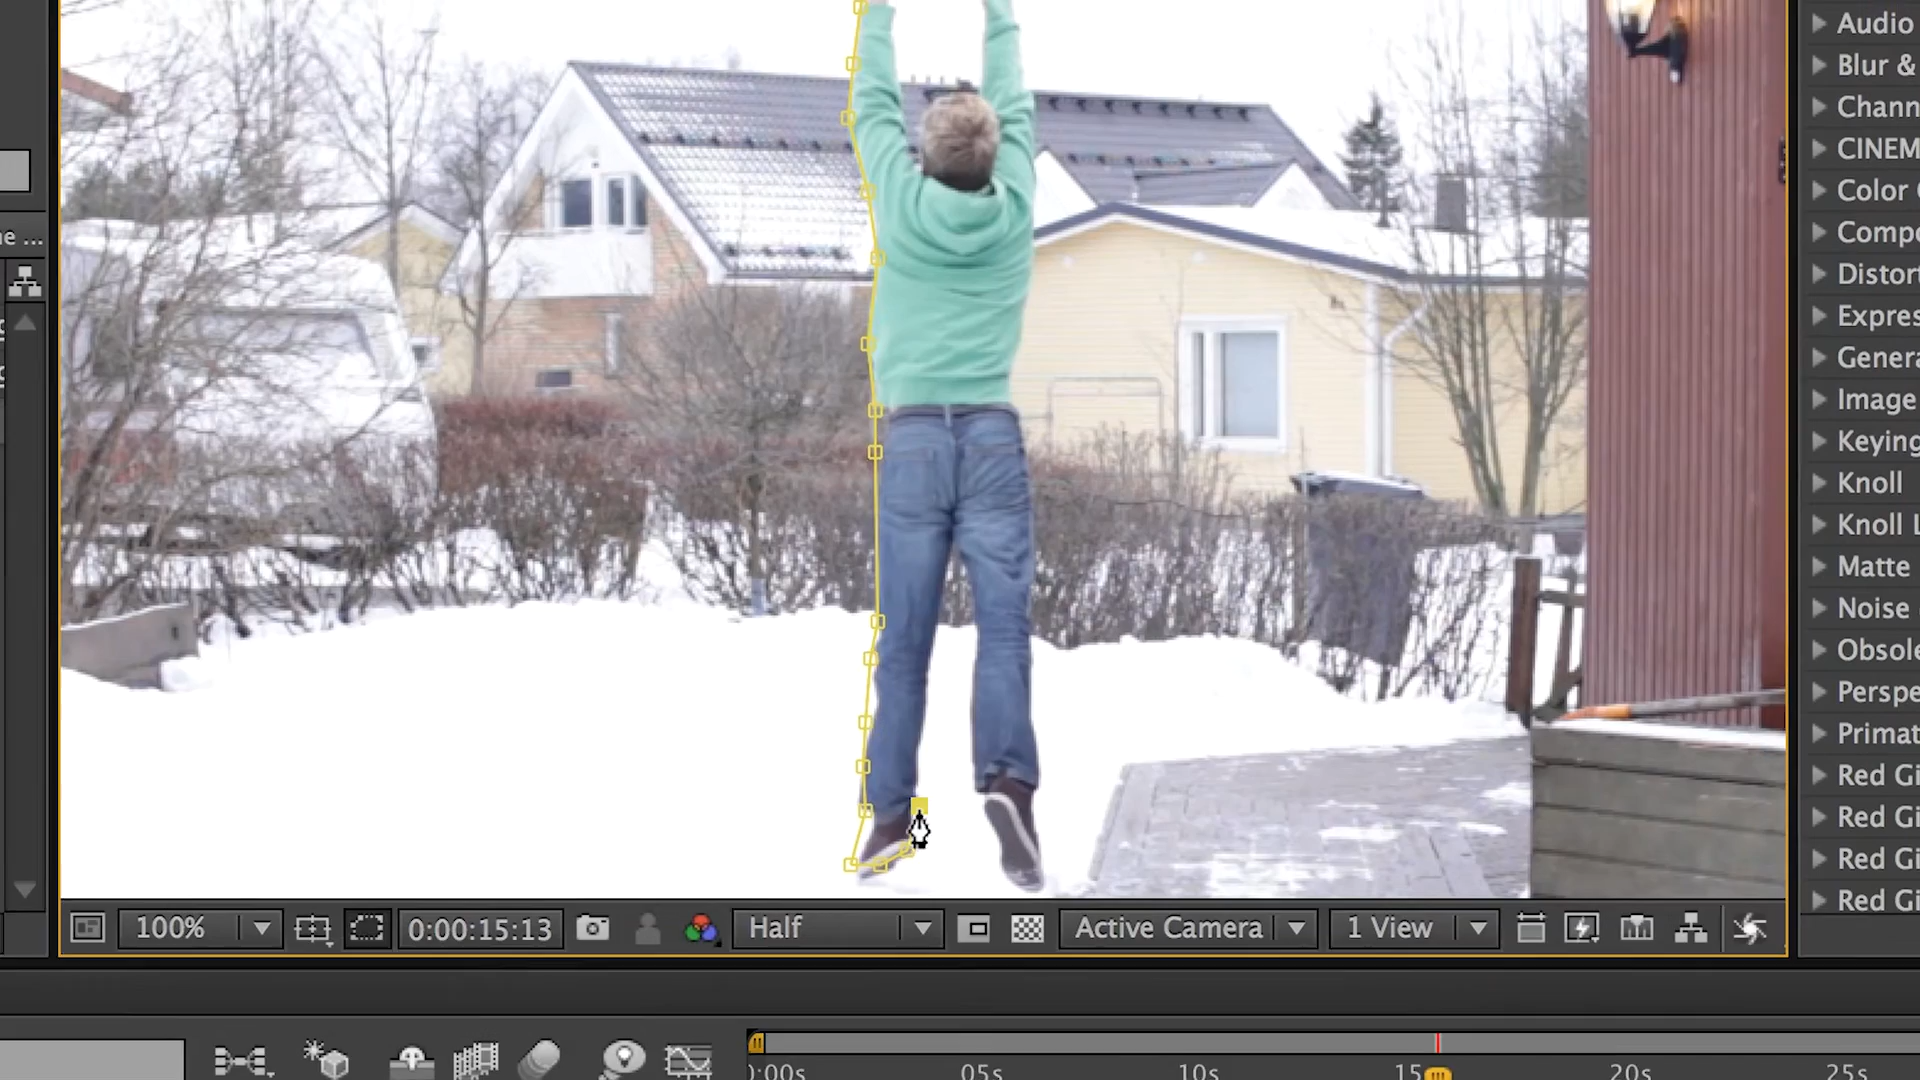 e ...
Audio
Blur &
Chann
CINEM
Color
Compo
Distor
Expres
Genera
Image
Keying
Knoll
Knoll L
Matte
Noise
Obsole
Perspe
Primat
Red Gi
Red Gi
Red Gi
Red Gi
100%
0:00:15:13
Half
Active Camera
1 View
):00s
05s
10s
15
20s
25s